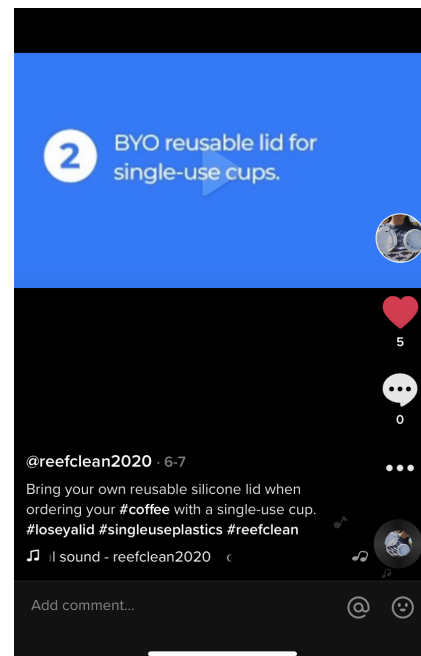 2
BYO reusable lid for
single-use cups.
5
0
@reefclean2020 · 6-7
Bring your own reusable silicone lid when
ordering your #coffee with a single-use cup.
#loseyalid #singleuseplastics #reefclean
l sound - reefclean2020
Add comment...
@